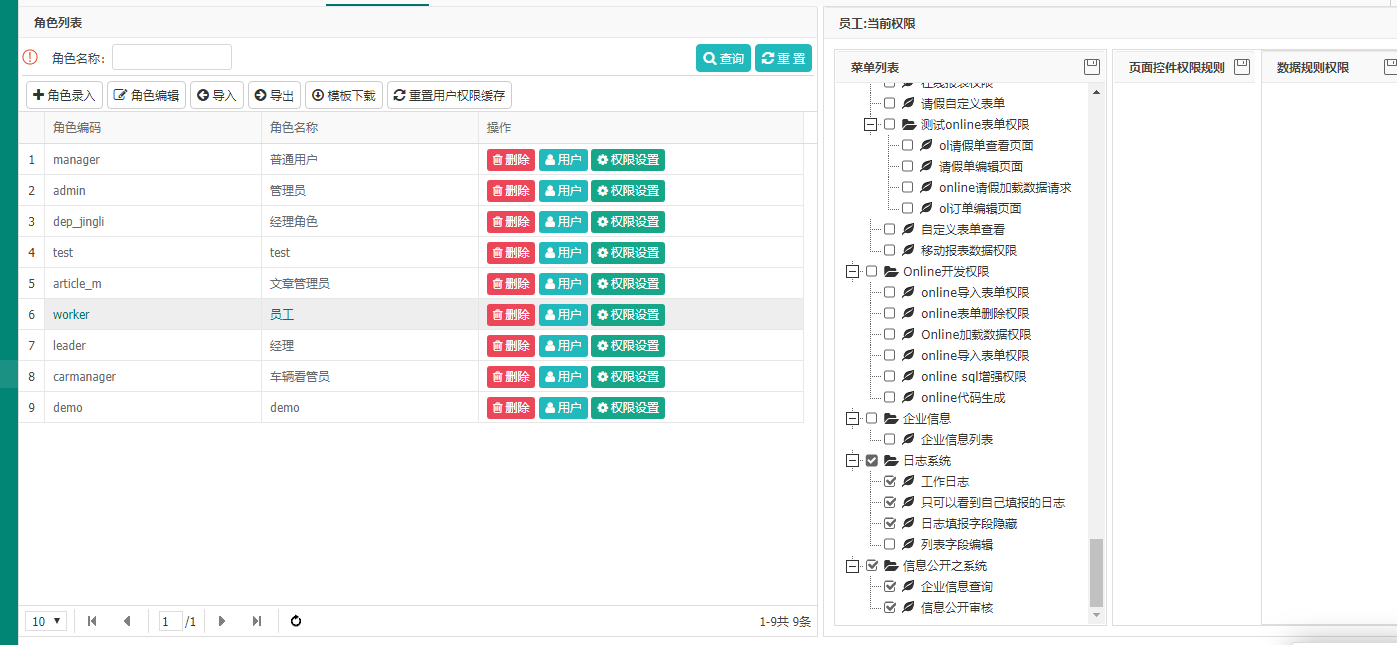 角色列表
角色名称:
查询
重置
角色录入
角色编辑
导入
导出
模板下载
重置用户权限缓存
角色编码 角色名称 操作
1 manager 普通用户 删除 用户 权限设置
2 admin 管理员 删除 用户 权限设置
3 dep_jingli 经理角色 删除 用户 权限设置
4 test test 删除 用户 权限设置
5 article_m 文章管理员 删除 用户 权限设置
6 worker 员工 删除 用户 权限设置
7 leader 经理 删除 用户 权限设置
8 carmanager 车辆看管员 删除 用户 权限设置
9 demo demo 删除 用户 权限设置
10 1 /1 1-9共 9条
员工:当前权限
菜单列表
在线报表权限
请假自定义表单
测试online表单权限
ol请假单查看页面
请假单编辑页面
online请假加载数据请求
ol订单编辑页面
自定义表单查看
移动报表数据权限
Online开发权限
online导入表单权限
online表单删除权限
Online加载数据权限
online导入表单权限
online sql增强权限
online代码生成
企业信息
企业信息列表
日志系统
工作日志
只可以看到自己填报的日志
日志填报字段隐藏
列表字段编辑
信息公开之系统
企业信息查询
信息公开审核
页面控件权限规则
数据规则权限